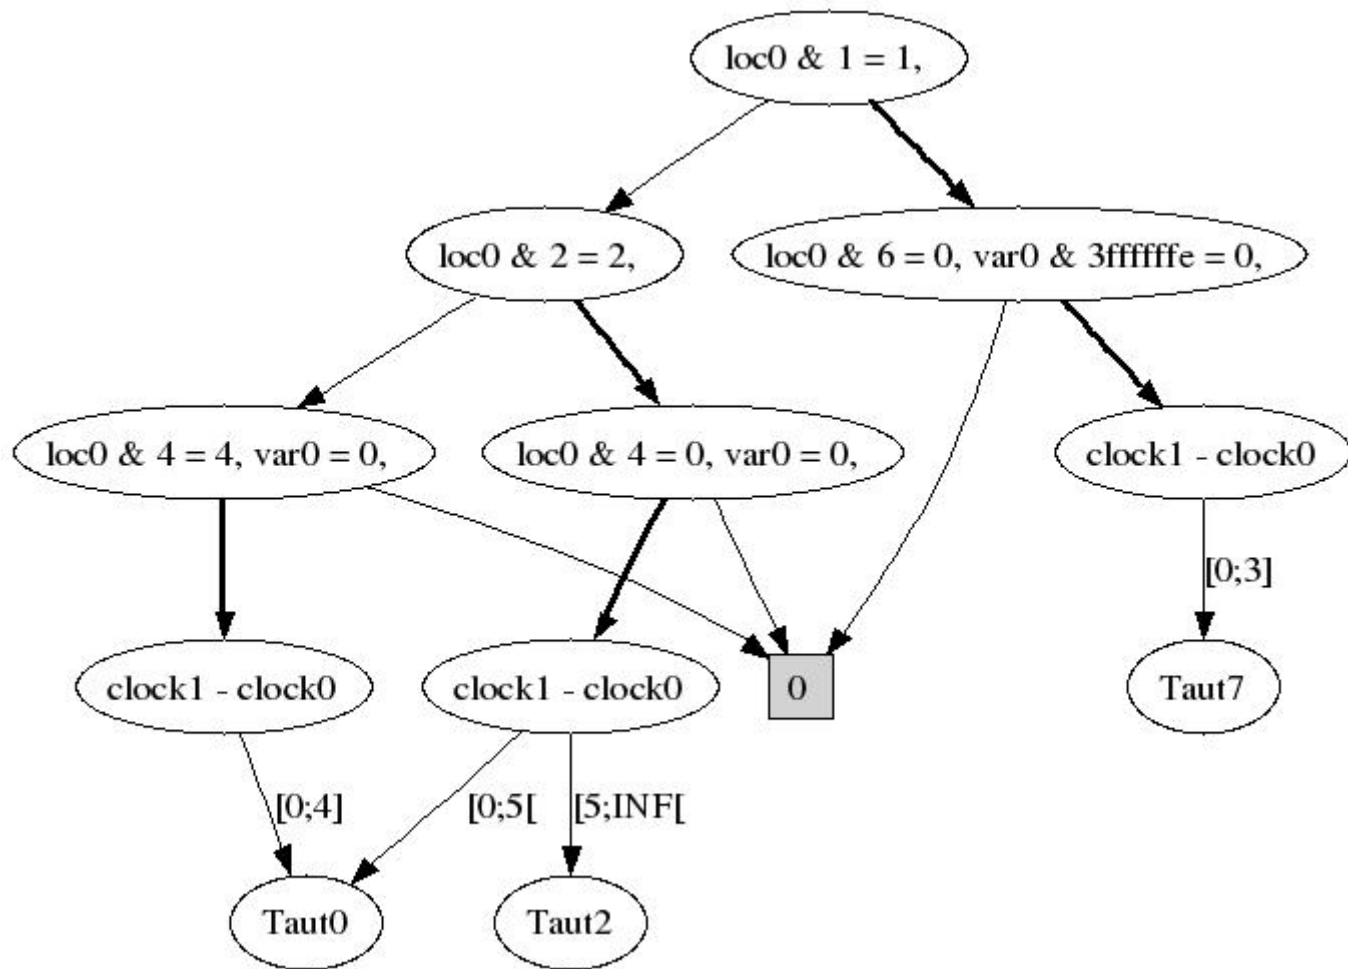 loc0 & 1 = 1,
loc0 & 2 = 2,
loc0 & 6 = 0, var0 & 3ffffffe = 0,
loc0 & 4 = 4, var0 = 0,
loc0 & 4 = 0, var0 = 0,
clock1 - clock0
[0;3]
clock1 - clock0
clock1 - clock0
0
Taut7
[0;4]
[0;5[
[5;INF[
Taut0
Taut2